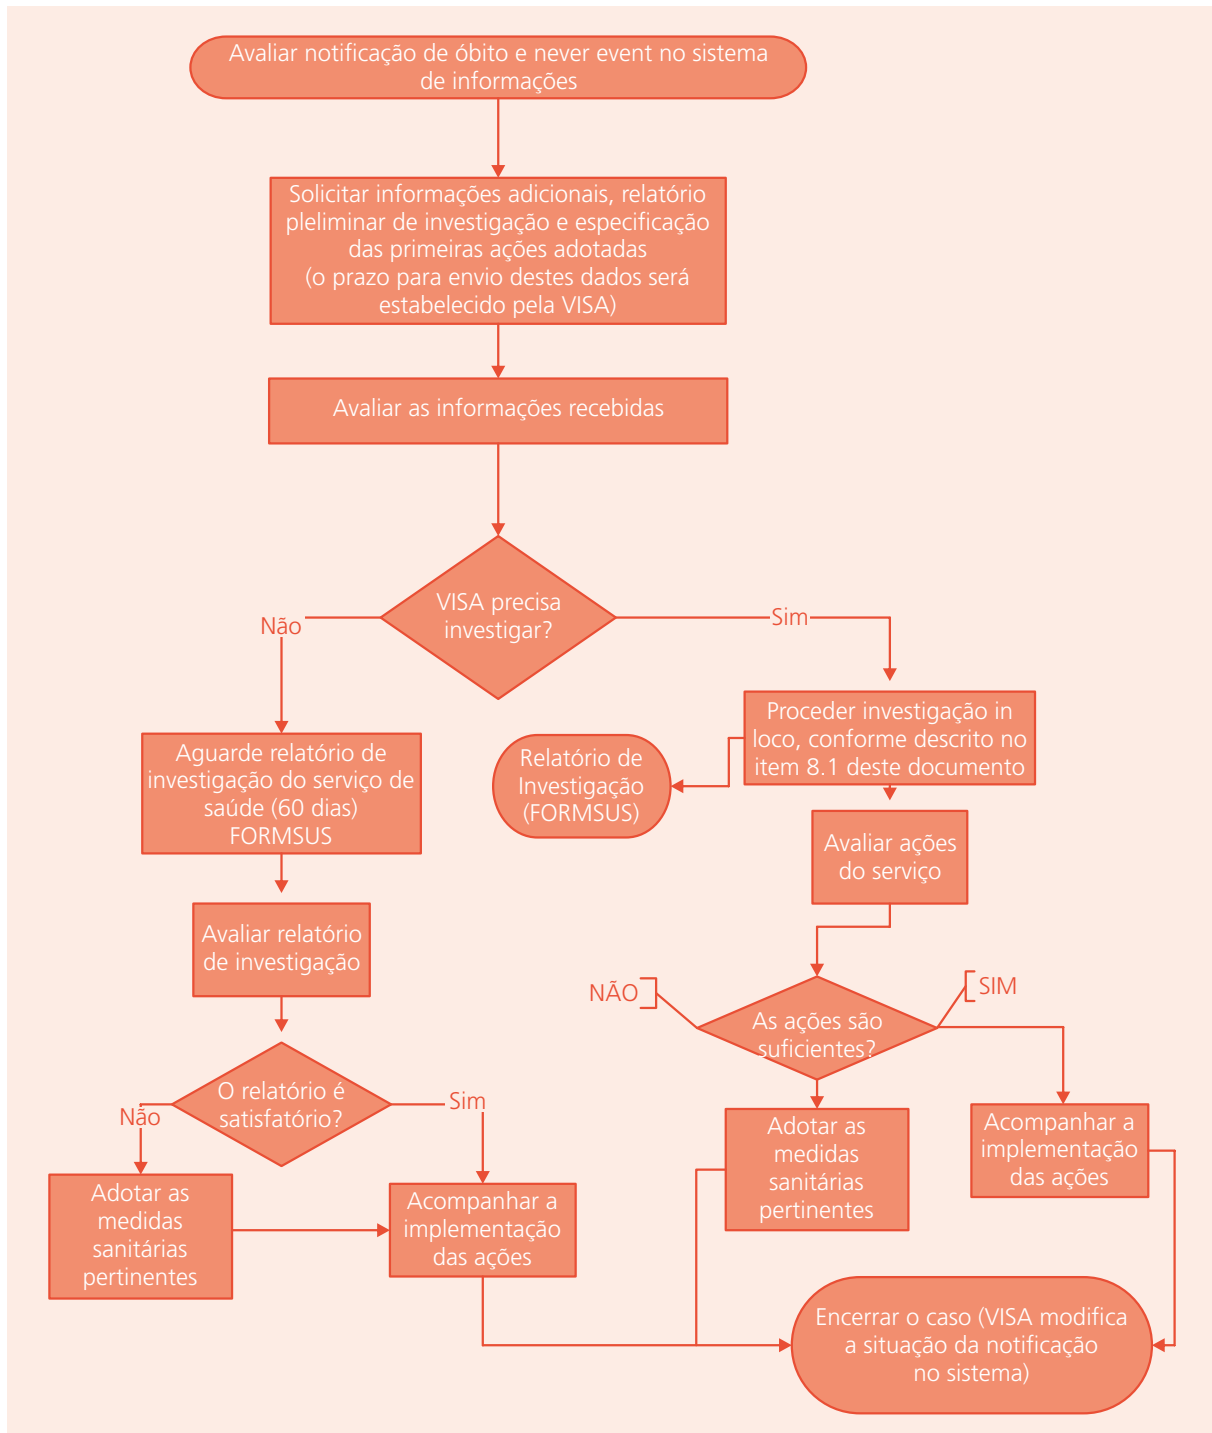 Avaliar notificação de óbito e never event no sistema
de informações
Solicitar informações adicionais, relatório
pleliminar de investigação e especificação
das primeiras ações adotadas
(o prazo para envio destes dados será
estabelecido pela VISA)
Avaliar as informações recebidas
VISA precisa
investigar?
Não
Sim
Aguarde relatório de
investigação do serviço de
saúde (60 dias)
FORMSUS
Avaliar relatório
de investigação
O relatório é
satisfatório?
Não
Sim
Adotar as
medidas
sanitárias
pertinentes
Acompanhar a
implementação
das ações
Proceder investigação in
loco, conforme descrito no
item 8.1 deste documento
Relatório de
Investigação
(FORMSUS)
Avaliar ações
do serviço
NÃO
SIM
As ações são
suficientes?
Adotar as
medidas
sanitárias
pertinentes
Acompanhar a
implementação
das ações
Encerrar o caso (VISA modifica
a situação da notificação
no sistema)